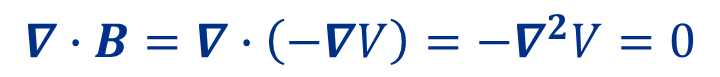 ∇ · B = ∇ · (−∇V) = −∇²V = 0